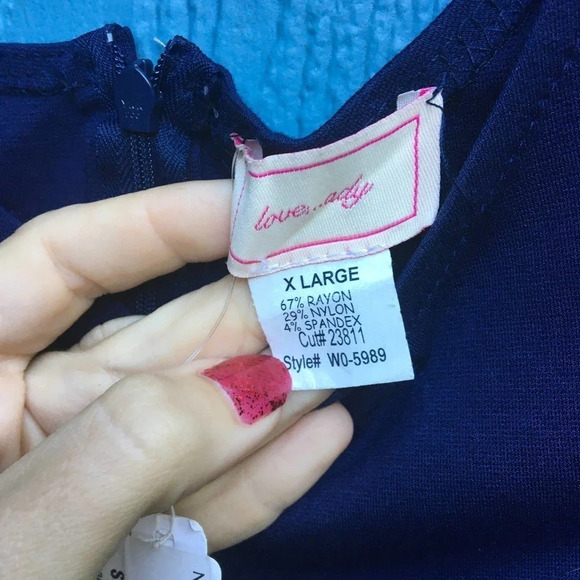 love...ady
X LARGE
67% RAYON
29% NYLON
4% SPANDEX
Cut# 23811
Style# W0-5989